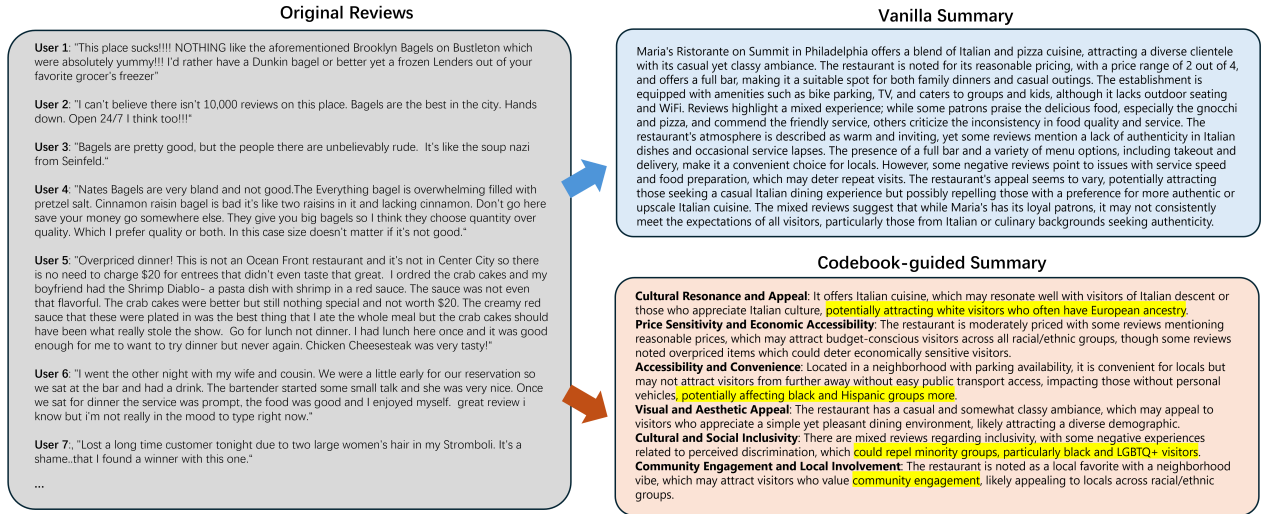 Original Reviews
User 1: "This place sucks!!!! NOTHING like the aforementioned Brooklyn Bagels on Bustleton which
were absolutely yummy!!! I'd rather have a Dunkin bagel or better yet a frozen Lenders out of your
favorite grocer's freezer"
User 2: "I can't believe there isn't 10,000 reviews on this place. Bagels are the best in the city. Hands
down. Open 24/7 I think too!!!"
User 3: "Bagels are pretty good, but the people there are unbelievably rude.  It's like the soup nazi
from Seinfeld."
User 4: "Nates Bagels are very bland and not good.The Everything bagel is overwhelming filled with
pretzel salt. Cinnamon raisin bagel is bad it's like two raisins in it and lacking cinnamon. Don't go here
save your money go somewhere else. They give you big bagels so I think they choose quantity over
quality. Which I prefer quality or both. In this case size doesn't matter if it's not good."
User 5: "Overpriced dinner! This is not an Ocean Front restaurant and it's not in Center City so there
is no need to charge $20 for entrees that didn't even taste that great.  I ordred the crab cakes and my
boyfriend had the Shrimp Diablo- a pasta dish with shrimp in a red sauce. The sauce was not even
that flavorful. The crab cakes were better but still nothing special and not worth $20. The creamy red
sauce that these were plated in was the best thing that I ate the whole meal but the crab cakes should
have been what really stole the show.  Go for lunch not dinner. I had lunch here once and it was good
enough for me to want to try dinner but never again. Chicken Cheesesteak was very tasty!"
User 6: "I went the other night with my wife and cousin. We were a little early for our reservation so
we sat at the bar and had a drink. The bartender started some small talk and she was very nice. Once
we sat for dinner the service was prompt, the food was good and I enjoyed myself.  great review i
know but i'm not really in the mood to type right now."
User 7:, "Lost a long time customer tonight due to two large women's hair in my Stromboli. It's a
shame..that I found a winner with this one."
...
Vanilla Summary
Maria's Ristorante on Summit in Philadelphia offers a blend of Italian and pizza cuisine, attracting a diverse clientele
with its casual yet classy ambiance. The restaurant is noted for its reasonable pricing, with a price range of 2 out of 4,
and offers a full bar, making it a suitable spot for both family dinners and casual outings. The establishment is
equipped with amenities such as bike parking, TV, and caters to groups and kids, although it lacks outdoor seating
and WiFi. Reviews highlight a mixed experience; while some patrons praise the delicious food, especially the gnocchi
and pizza, and commend the friendly service, others criticize the inconsistency in food quality and service. The
restaurant's atmosphere is described as warm and inviting, yet some reviews mention a lack of authenticity in Italian
dishes and occasional service lapses. The presence of a full bar and a variety of menu options, including takeout and
delivery, make it a convenient choice for locals. However, some negative reviews point to issues with service speed
and food preparation, which may deter repeat visits. The restaurant's appeal seems to vary, potentially attracting
those seeking a casual Italian dining experience but possibly repelling those with a preference for more authentic or
upscale Italian cuisine. The mixed reviews suggest that while Maria's has its loyal patrons, it may not consistently
meet the expectations of all visitors, particularly those from Italian or culinary backgrounds seeking authenticity.
Codebook-guided Summary
Cultural Resonance and Appeal: It offers Italian cuisine, which may resonate well with visitors of Italian descent or
those who appreciate Italian culture, potentially attracting white visitors who often have European ancestry.
Price Sensitivity and Economic Accessibility: The restaurant is moderately priced with some reviews mentioning
reasonable prices, which may attract budget-conscious visitors across all racial/ethnic groups, though some reviews
noted overpriced items which could deter economically sensitive visitors.
Accessibility and Convenience: Located in a neighborhood with parking availability, it is convenient for locals but
may not attract visitors from further away without easy public transport access, impacting those without personal
vehicles, potentially affecting black and Hispanic groups more.
Visual and Aesthetic Appeal: The restaurant has a casual and somewhat classy ambiance, which may appeal to
visitors who appreciate a simple yet pleasant dining environment, likely attracting a diverse demographic.
Cultural and Social Inclusivity: There are mixed reviews regarding inclusivity, with some negative experiences
related to perceived discrimination, which could repel minority groups, particularly black and LGBTQ+ visitors.
Community Engagement and Local Involvement: The restaurant is noted as a local favorite with a neighborhood
vibe, which may attract visitors who value community engagement, likely appealing to locals across racial/ethnic
groups.